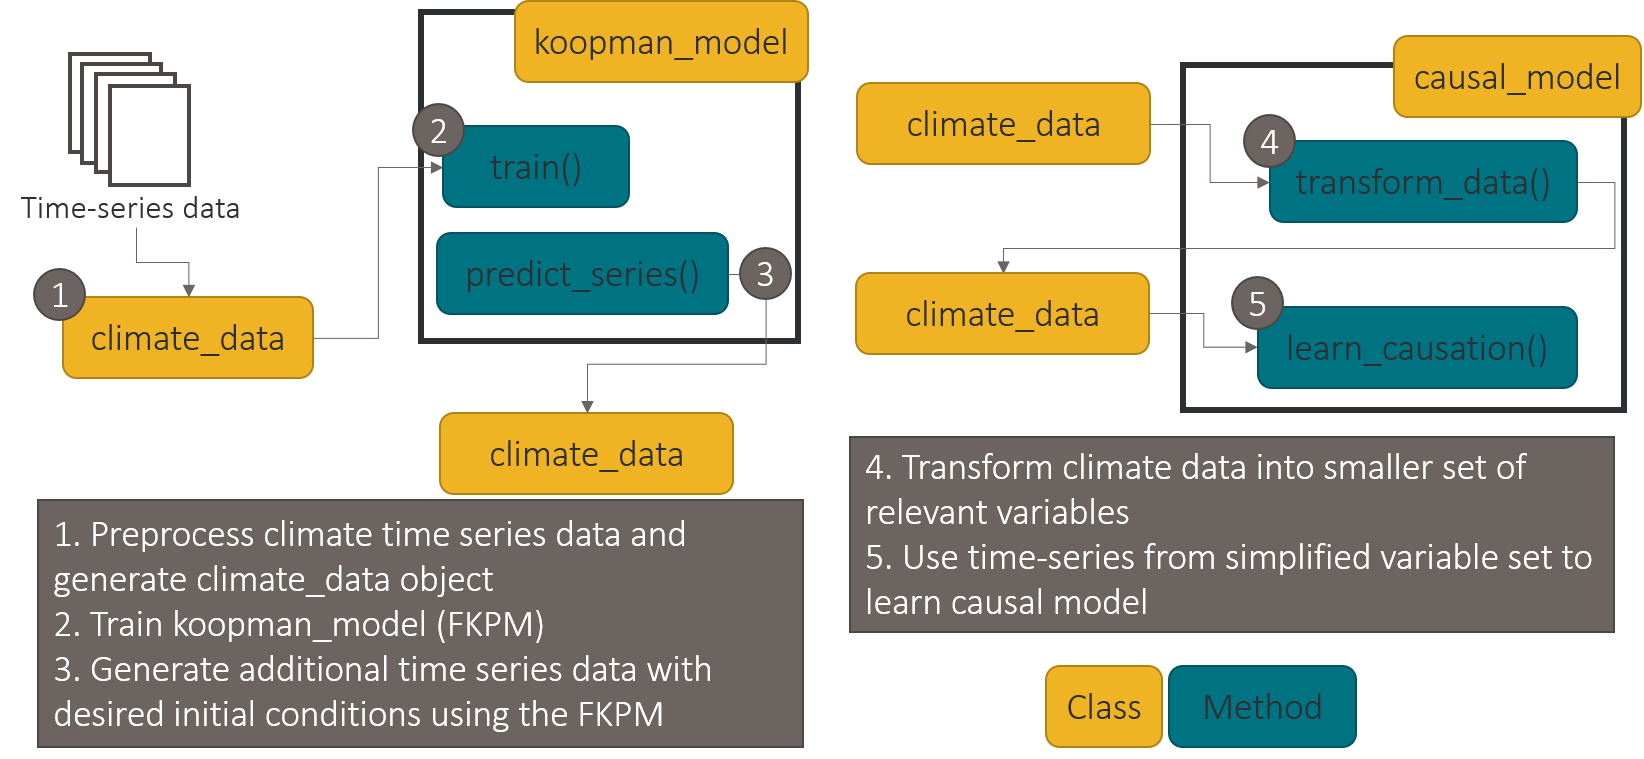 koopman_model
2
train()
Time-series data
predict_series()
3
1
climate_data
climate_data
1. Preprocess climate time series data and
generate climate_data object
2. Train koopman_model (FKPM)
3. Generate additional time series data with
desired initial conditions using the FKPM
causal_model
climate_data
4
transform_data()
climate_data
5
learn_causation()
4. Transform climate data into smaller set of
relevant variables
5. Use time-series from simplified variable set to
learn causal model
Class
Method